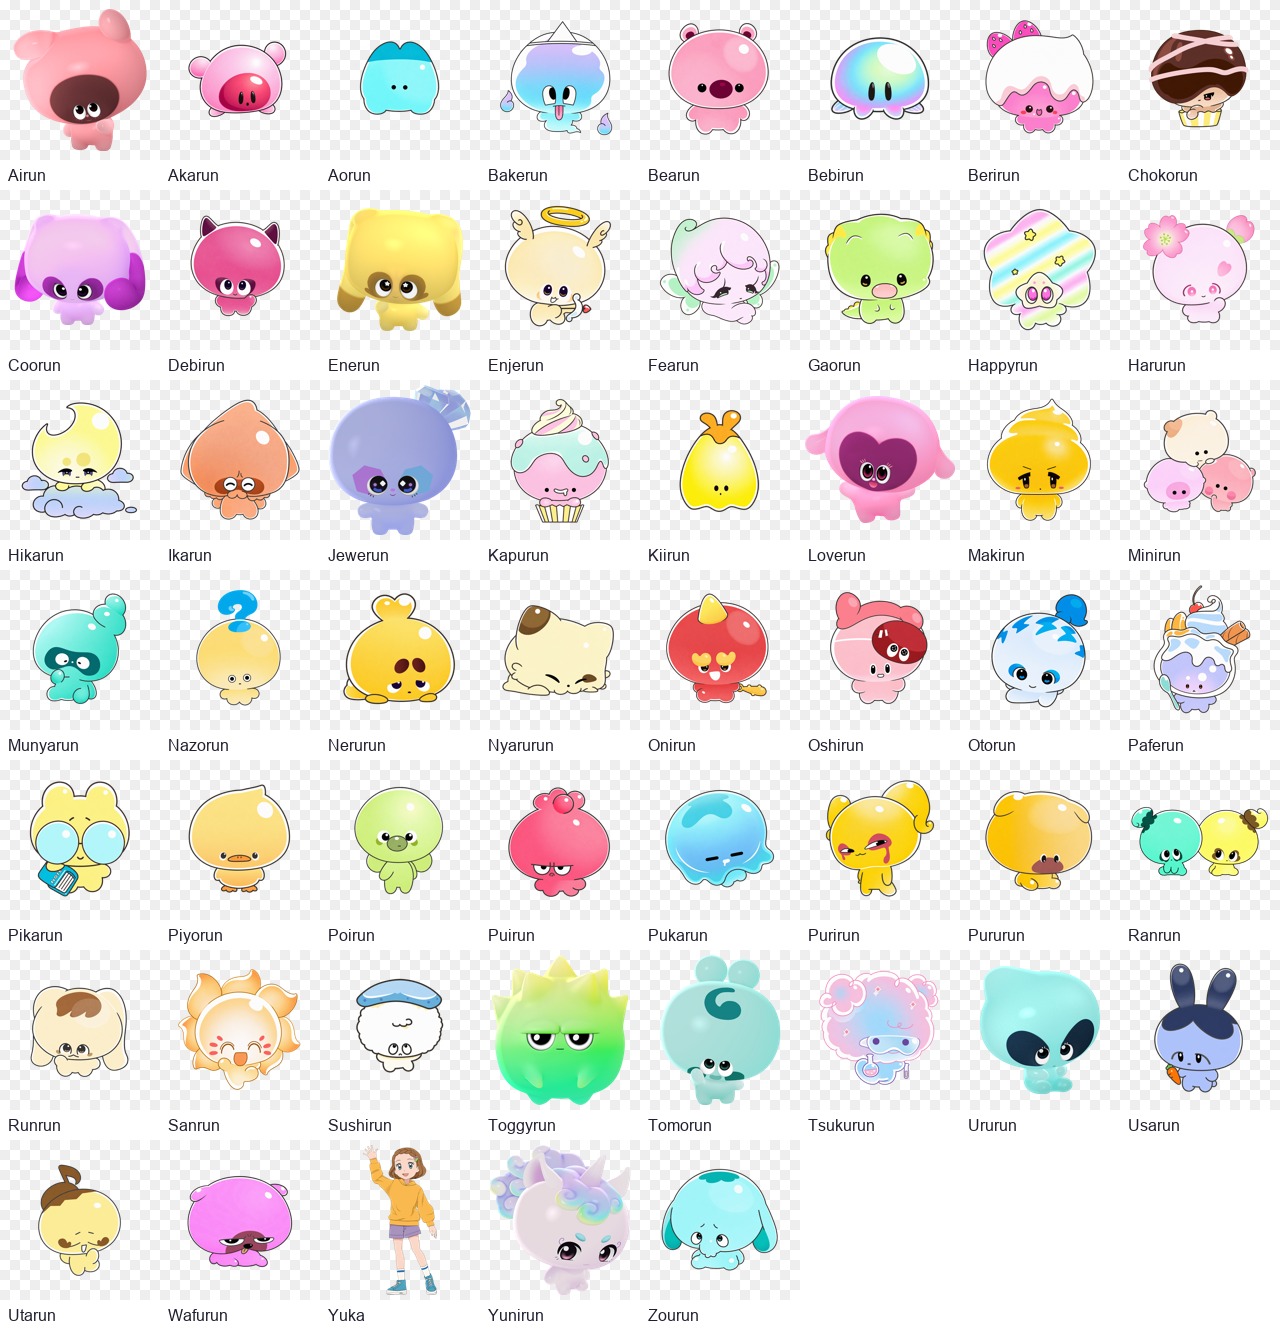 Airun Akarun Aorun Bakerun Bearun Bebirun Berirun Chokorun
Coorun Debirun Enerun Enjerun Fearun Gaorun Happyrun Harurun
Hikarun Ikarun Jewerun Kapurun Kiirun Loverun Makirun Minirun
Munyarun Nazorun Nerurun Nyarurun Onirun Oshirun Otorun Paferun
Pikarun Piyorun Poirun Puirun Pukarun Purirun Pururun Ranrun
Runrun Sanrun Sushirun Toggyrun Tomorun Tsukurun Ururun Usarun
Utarun Wafurun Yuka Yunirun Zourun